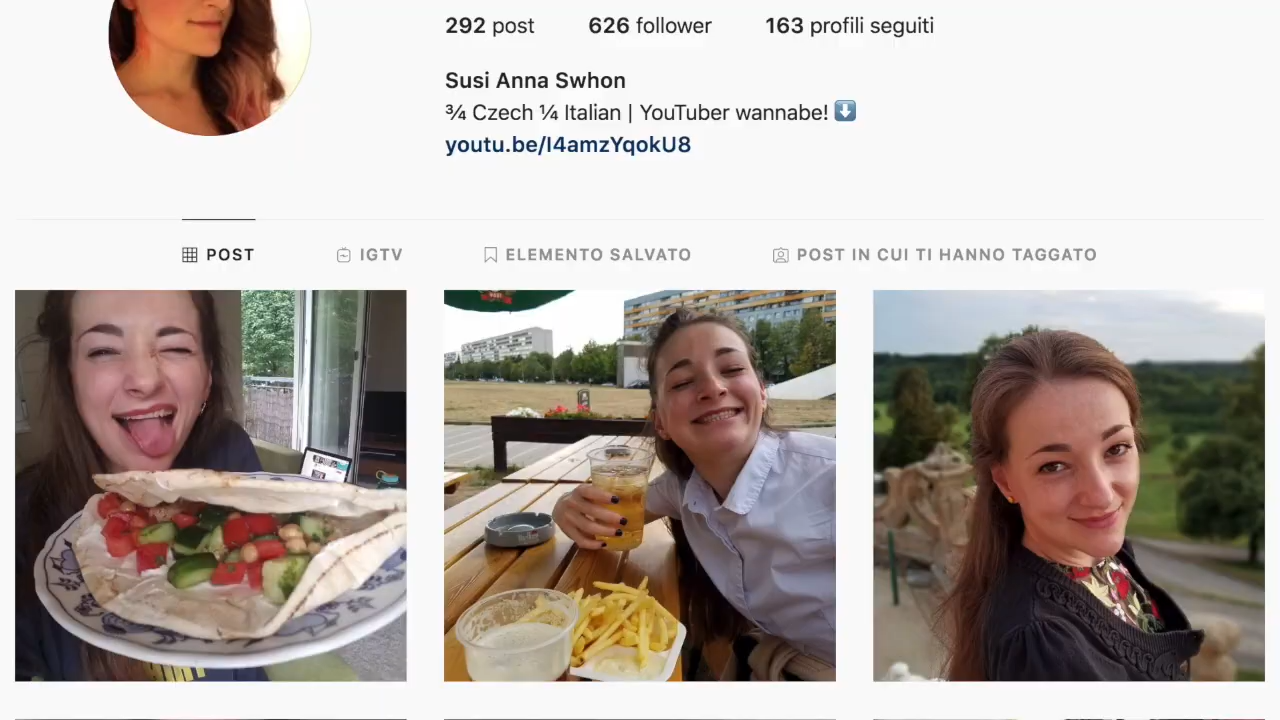 292 post 626 follower 163 profili seguiti
Susi Anna Swhon
¾ Czech ¼ Italian | YouTuber wannabe! ⬇️
youtu.be/I4amzYqokU8
POST IGTV ELEMENTO SALVATO POST IN CUI TI HANNO TAGGATO